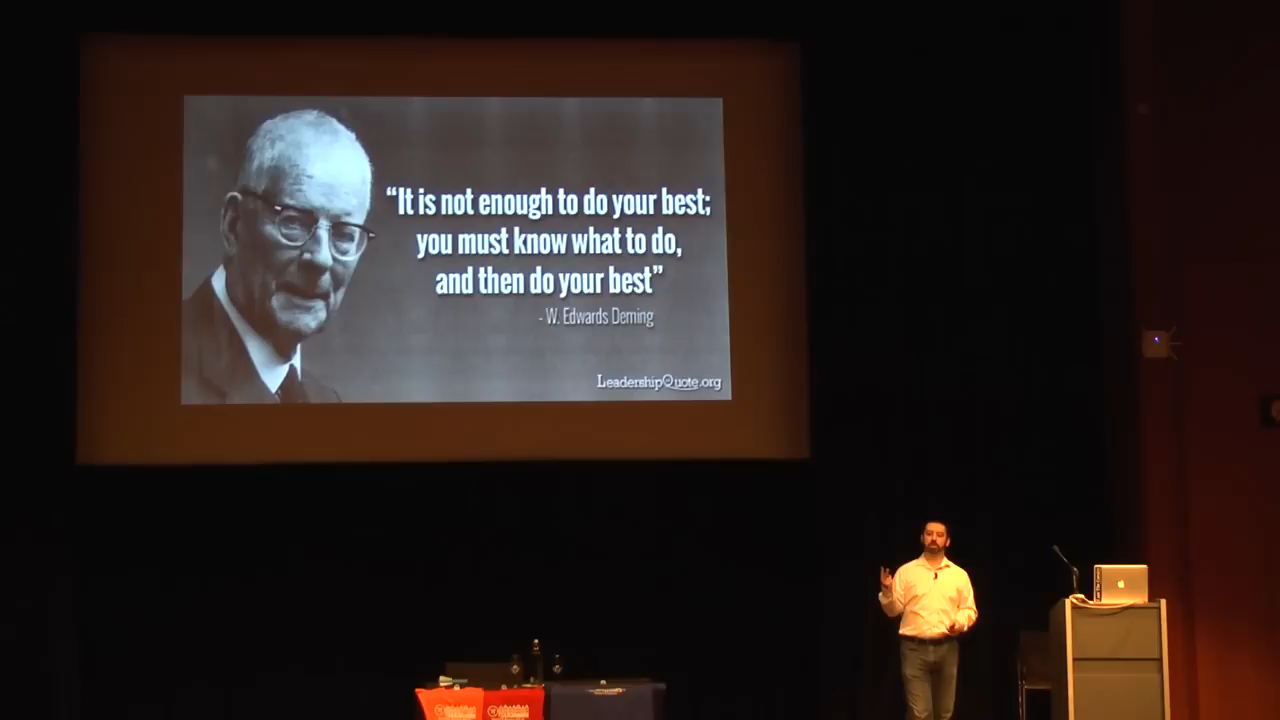 “It is not enough to do your best;
you must know what to do,
and then do your best”
- W. Edwards Deming
LeadershipQuote.org